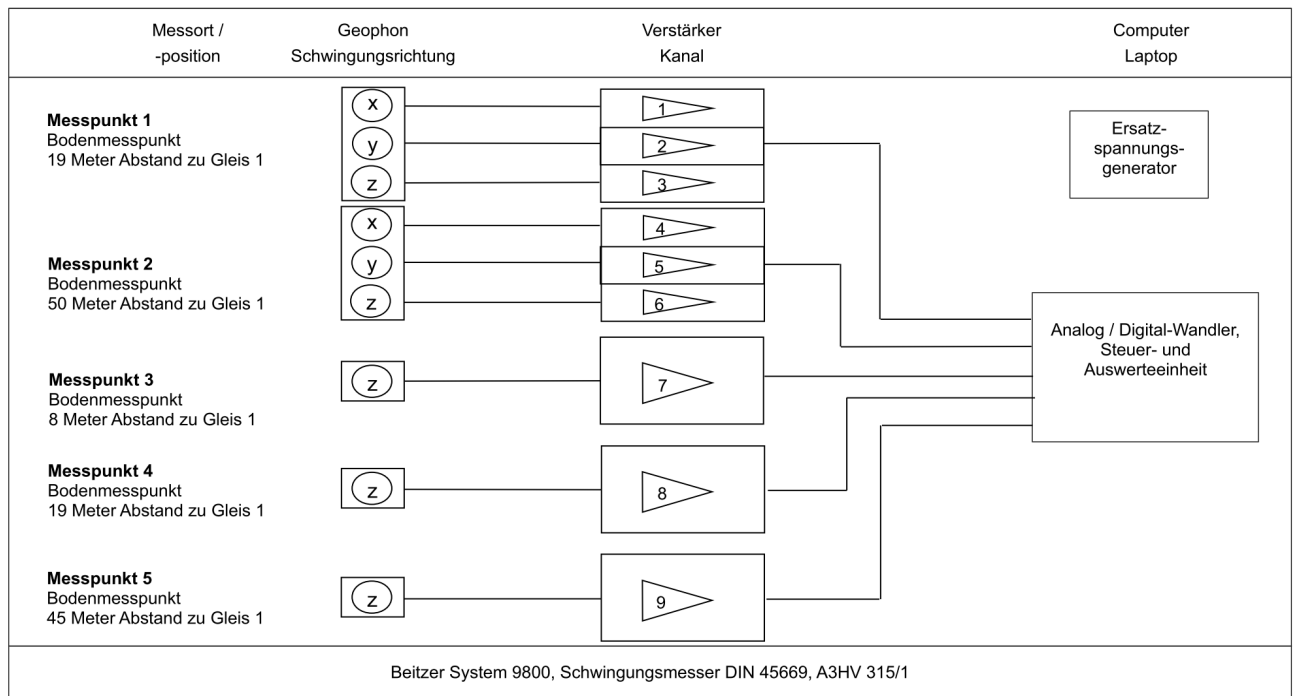 Messort /
-position
Geophon
Schwingungsrichtung
Verstärker
Kanal
Computer
Laptop
Messpunkt 1
Bodenmesspunkt
19 Meter Abstand zu Gleis 1
x
y
z
1
2
3
Ersatz-
spannungs-
generator
Messpunkt 2
Bodenmesspunkt
50 Meter Abstand zu Gleis 1
x
y
z
4
5
6
Analog / Digital-Wandler,
Steuer- und
Auswerteeinheit
Messpunkt 3
Bodenmesspunkt
8 Meter Abstand zu Gleis 1
z
7
Messpunkt 4
Bodenmesspunkt
19 Meter Abstand zu Gleis 1
z
8
Messpunkt 5
Bodenmesspunkt
45 Meter Abstand zu Gleis 1
z
9
Beitzer System 9800, Schwingungsmesser DIN 45669, A3HV 315/1